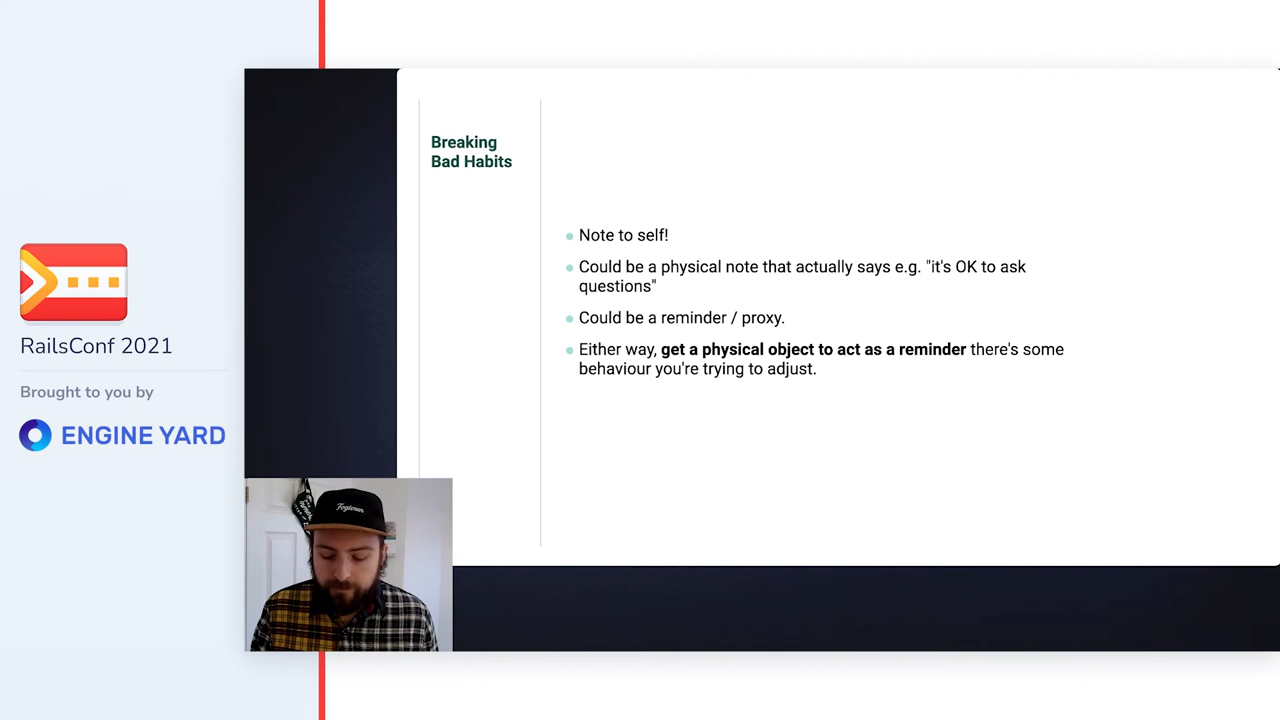 RailsConf 2021
Brought to you by
ENGINE YARD
Breaking
Bad Habits
Note to self!
Could be a physical note that actually says e.g. "it's OK to ask
questions"
Could be a reminder / proxy.
Either way, get a physical object to act as a reminder there's some
behaviour you're trying to adjust.
Fogtown